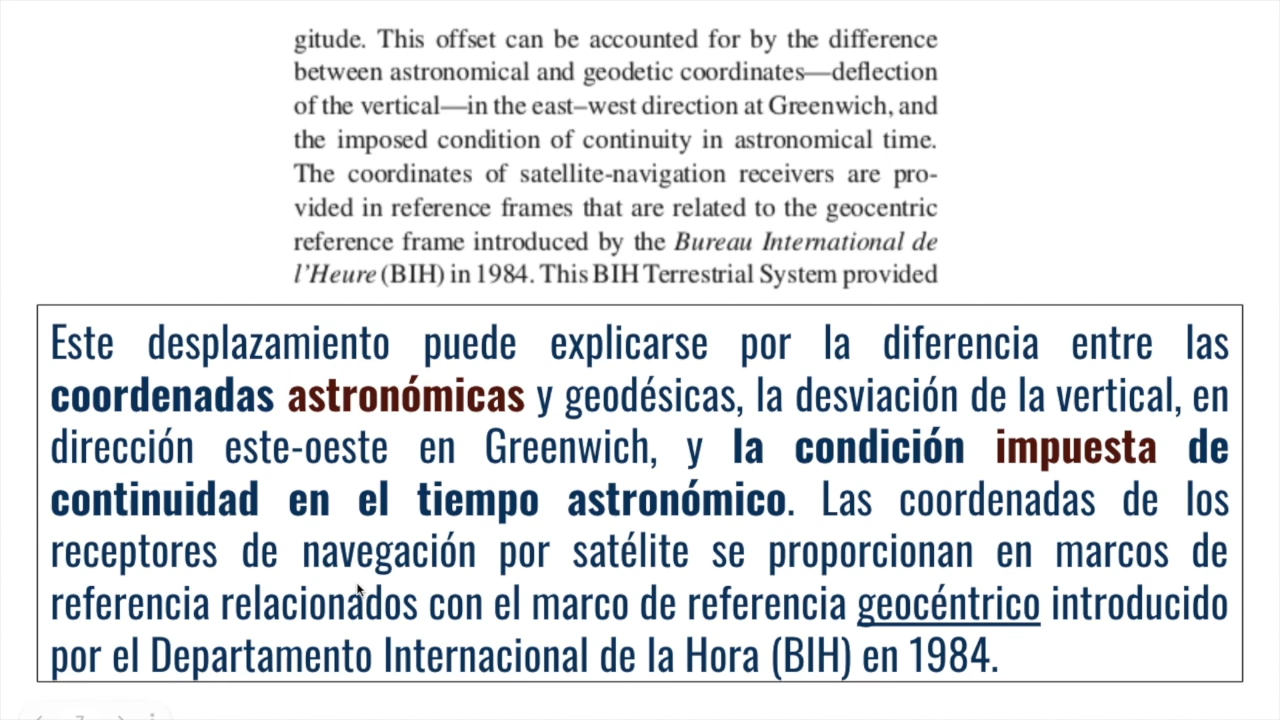 gitude. This offset can be accounted for by the difference
between astronomical and geodetic coordinates—deflection
of the vertical—in the east–west direction at Greenwich, and
the imposed condition of continuity in astronomical time.
The coordinates of satellite-navigation receivers are pro-
vided in reference frames that are related to the geocentric
reference frame introduced by the Bureau International de
l’Heure (BIH) in 1984. This BIH Terrestrial System provided
Este desplazamiento puede explicarse por la diferencia entre las
coordenadas astronómicas y geodésicas, la desviación de la vertical, en
dirección este-oeste en Greenwich, y la condición impuesta de
continuidad en el tiempo astronómico. Las coordenadas de los
receptores de navegación por satélite se proporcionan en marcos de
referencia relacionados con el marco de referencia geocéntrico introducido
por el Departamento Internacional de la Hora (BIH) en 1984.